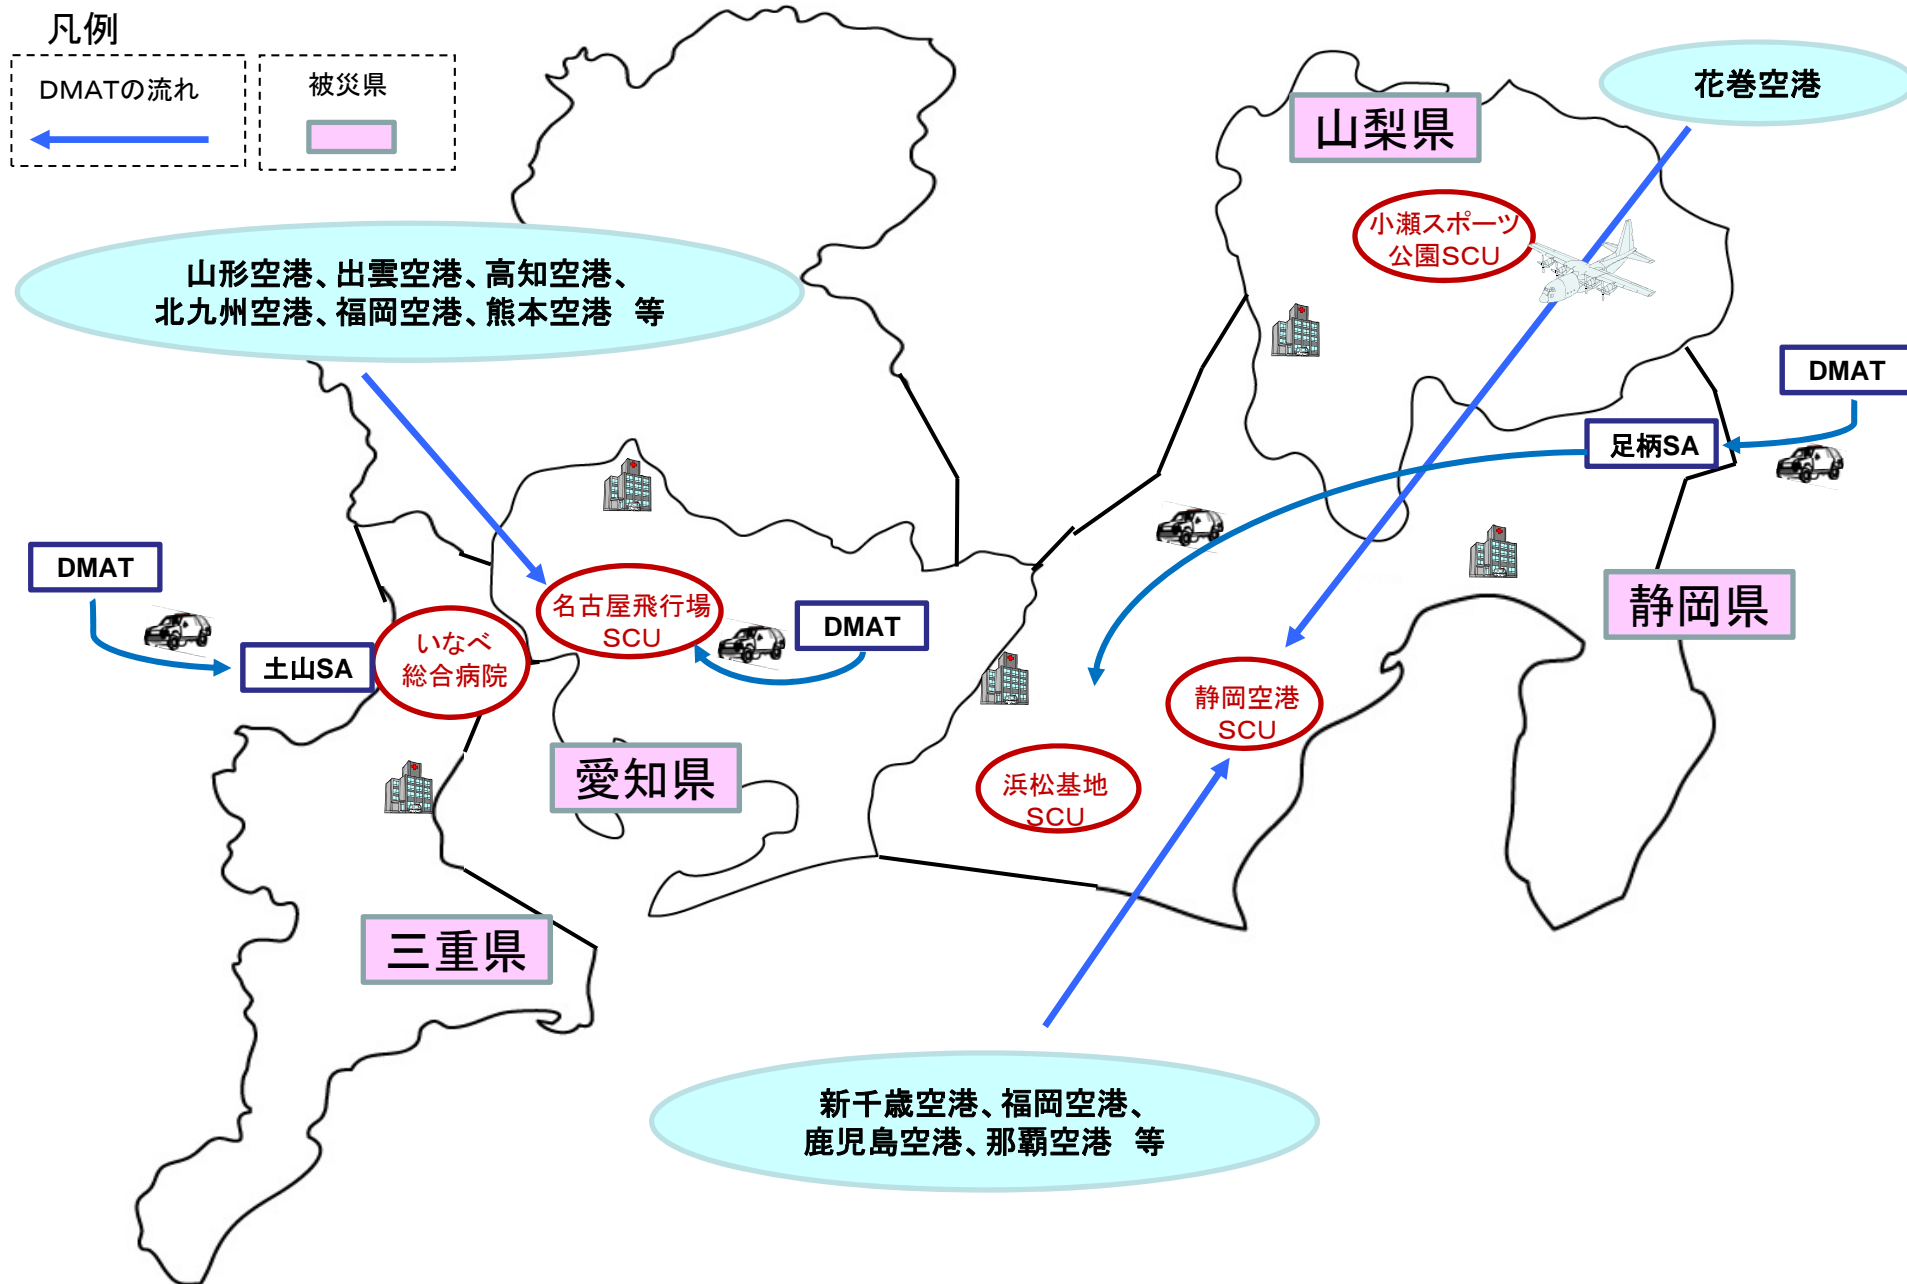 凡例
DMATの流れ
被災県
花巻空港
山梨県
小瀬スポーツ
公園SCU
山形空港、出雲空港、高知空港、
北九州空港、福岡空港、熊本空港 等
DMAT
足柄SA
DMAT
土山SA
いなべ
総合病院
名古屋飛行場
SCU
DMAT
静岡県
静岡空港
SCU
浜松基地
SCU
愛知県
三重県
新千歳空港、福岡空港、
鹿児島空港、那覇空港 等